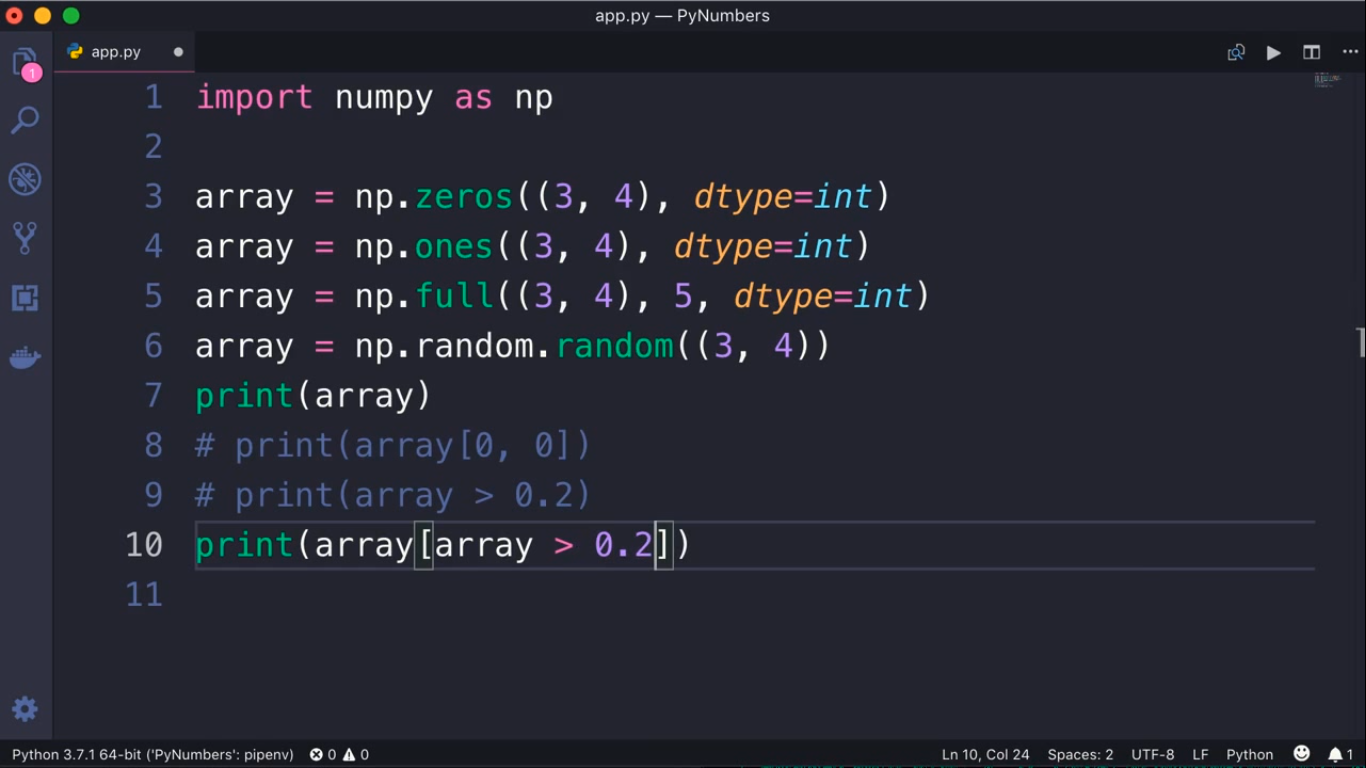 app.py — PyNumbers
app.py
1
1 import numpy as np
2
3 array = np.zeros((3, 4), dtype=int)
4 array = np.ones((3, 4), dtype=int)
5 array = np.full((3, 4), 5, dtype=int)
6 array = np.random.random((3, 4))
7 print(array)
8 # print(array[0, 0])
9 # print(array > 0.2)
10 print(array[array > 0.2])
11
Python 3.7.1 64-bit ('PyNumbers': pipenv) 0 0 Ln 10, Col 24 Spaces: 2 UTF-8 LF Python 1